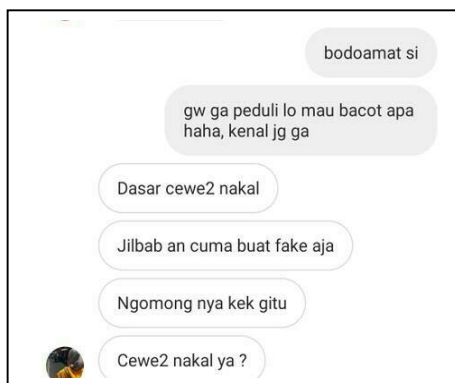 bodoamat si
gw ga peduli lo mau bacot apa
haha, kenal jg ga
Dasar cewe2 nakal
Jilbab an cuma buat fake aja
Ngomong nya kek gitu
Cewe2 nakal ya ?